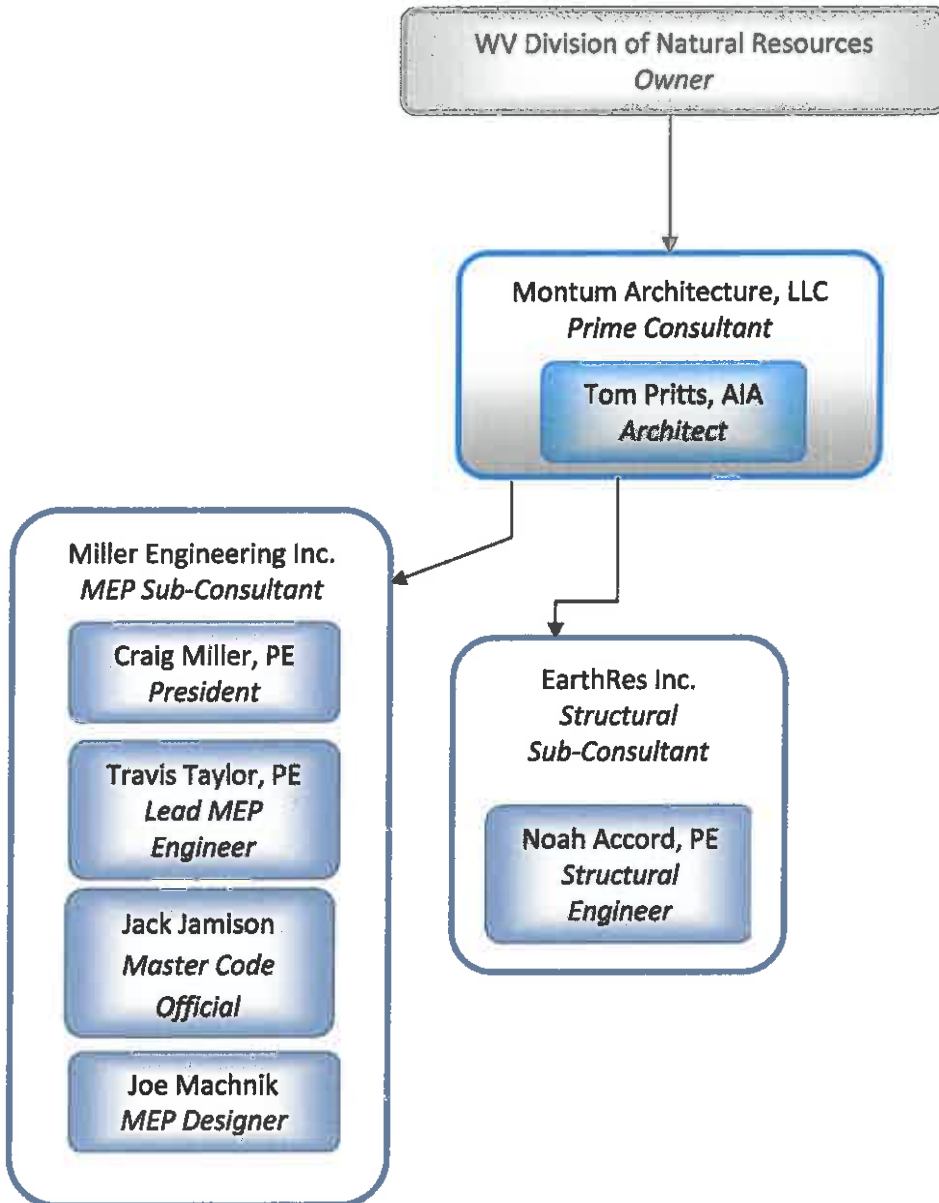 WV Division of Natural Resources
Owner
Montum Architecture, LLC
Prime Consultant
Tom Pritts, AIA
Architect
Miller Engineering Inc.
MEP Sub-Consultant
Craig Miller, PE
President
Travis Taylor, PE
Lead MEP
Engineer
Jack Jamison
Master Code
Official
Joe Machnik
MEP Designer
EarthRes Inc.
Structural
Sub-Consultant
Noah Accord, PE
Structural
Engineer